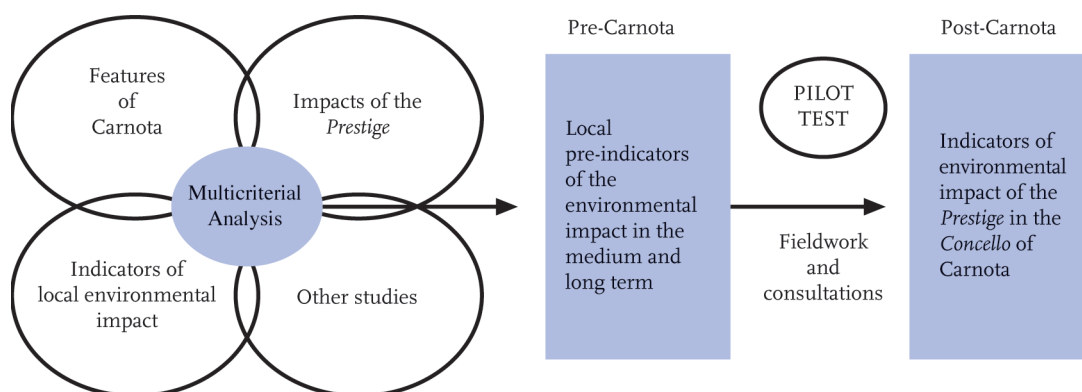 Features
of
Carnota
Impacts of the
Prestige
Multicriterial
Analysis
Indicators of
local environmental
impact
Other studies
Pre-Carnota
Local
pre-indicators
of the
environmental
impact in the
medium and
long term
PILOT
TEST
Fieldwork
and
consultations
Post-Carnota
Indicators of
environmental
impact of the
Prestige in the
Concello of
Carnota